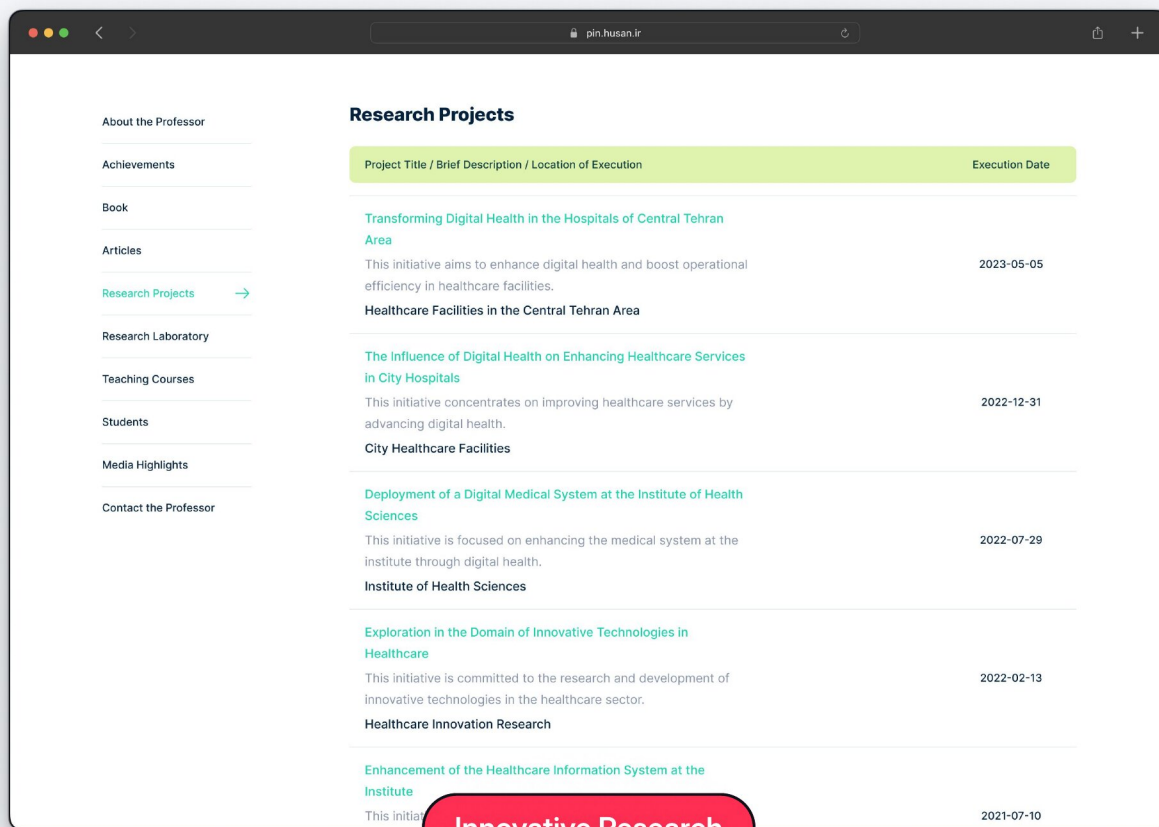 pin.husan.ir
About the Professor
Achievements
Book
Articles
Research Projects
Research Laboratory
Teaching Courses
Students
Media Highlights
Contact the Professor
Research Projects
Project Title / Brief Description / Location of Execution Execution Date
Transforming Digital Health in the Hospitals of Central Tehran
Area
This initiative aims to enhance digital health and boost operational
efficiency in healthcare facilities.
Healthcare Facilities in the Central Tehran Area
2023-05-05
The Influence of Digital Health on Enhancing Healthcare Services
in City Hospitals
This initiative concentrates on improving healthcare services by
advancing digital health.
City Healthcare Facilities
2022-12-31
Deployment of a Digital Medical System at the Institute of Health
Sciences
This initiative is focused on enhancing the medical system at the
institute through digital health.
Institute of Health Sciences
2022-07-29
Exploration in the Domain of Innovative Technologies in
Healthcare
This initiative is committed to the research and development of
innovative technologies in the healthcare sector.
Healthcare Innovation Research
2022-02-13
Enhancement of the Healthcare Information System at the
Institute
This
2021-07-10
Innovative Research